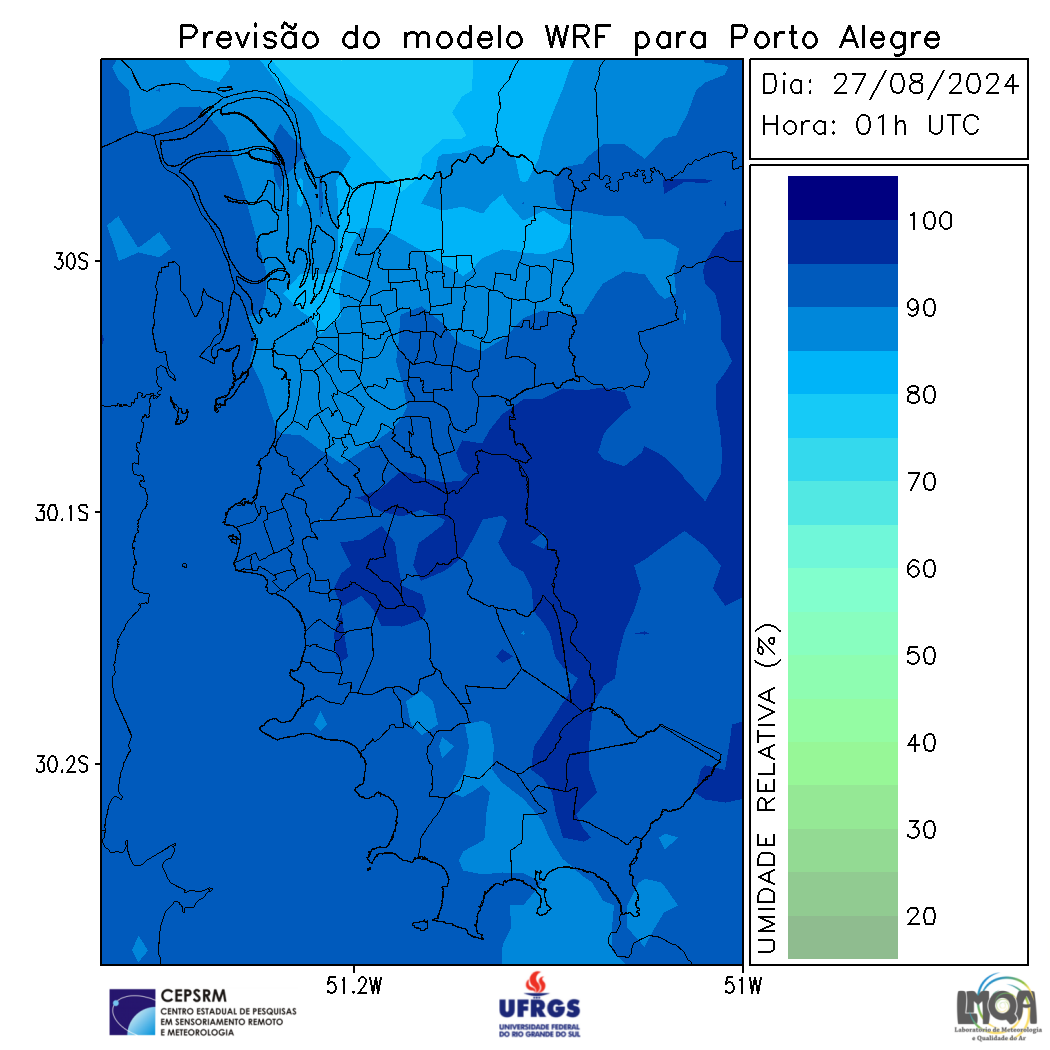 Previsão do modelo WRF para Porto Alegre
Dia: 27/08/2024
Hora: 01h UTC
100
90
80
70
60
50
40
30
20
UMIDADE RELATIVA (%)
30S
30.1S
30.2S
51.2W
51W
CEPSRM
CENTRO ESTADUAL DE PESQUISAS
EM SENSORIAMENTO REMOTO
E METEOROLOGIA
UFRGS
UNIVERSIDADE FEDERAL
DO RIO GRANDE DO SUL
LMQA
Laboratório de Meteorologia
e Qualidade do Ar